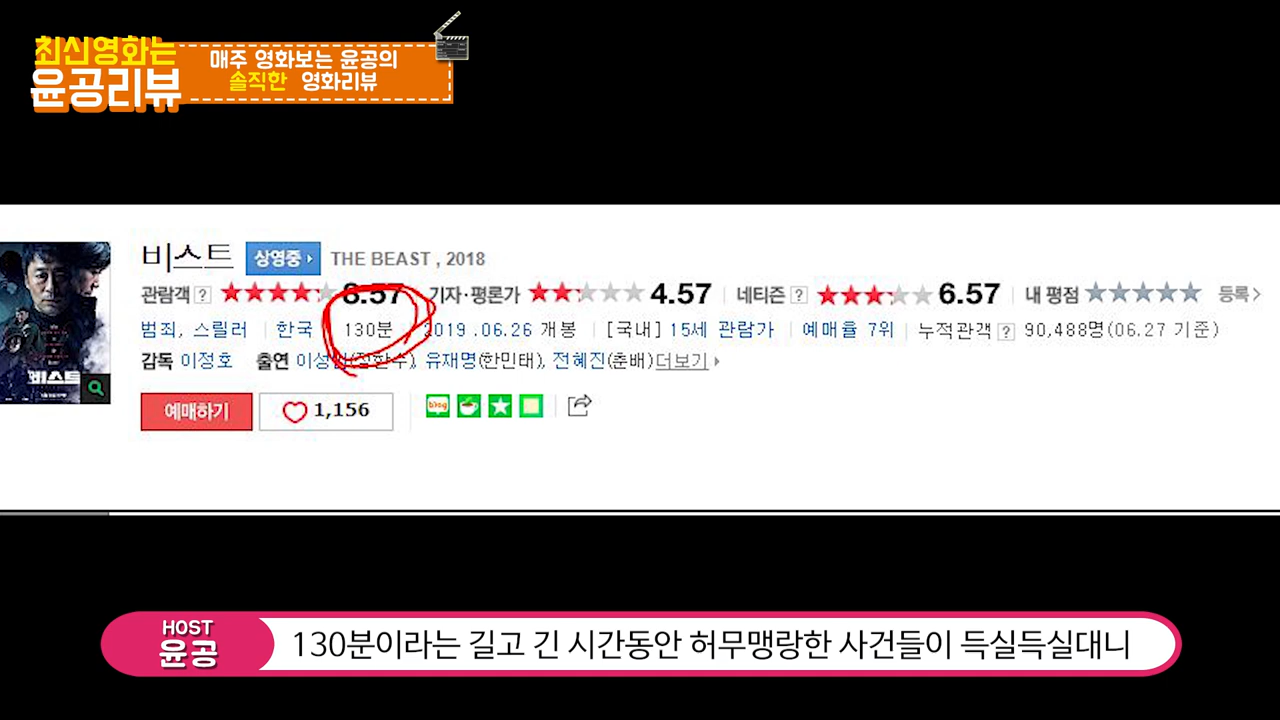 최신영화는
윤공리뷰
매주 영화보는 윤공의
솔직한 영화리뷰
비스트 상영중 THE BEAST , 2018
관람객 ? 8.57 기자·평론가 4.57 네티즌 ? 6.57 내 평점 등록
범죄, 스릴러 한국 130분 2019 .06.26 개봉 [국내] 15세 관람가 예매율 7위 누적관객 ? 90,488명(06.27 기준)
감독 이정호 출연 유재명(한민태), 전혜진(춘배)더보기
예매하기 1,156 blog
비스트
HOST
윤공
130분이라는 길고 긴 시간동안 허무맹랑한 사건들이 득실득실대니